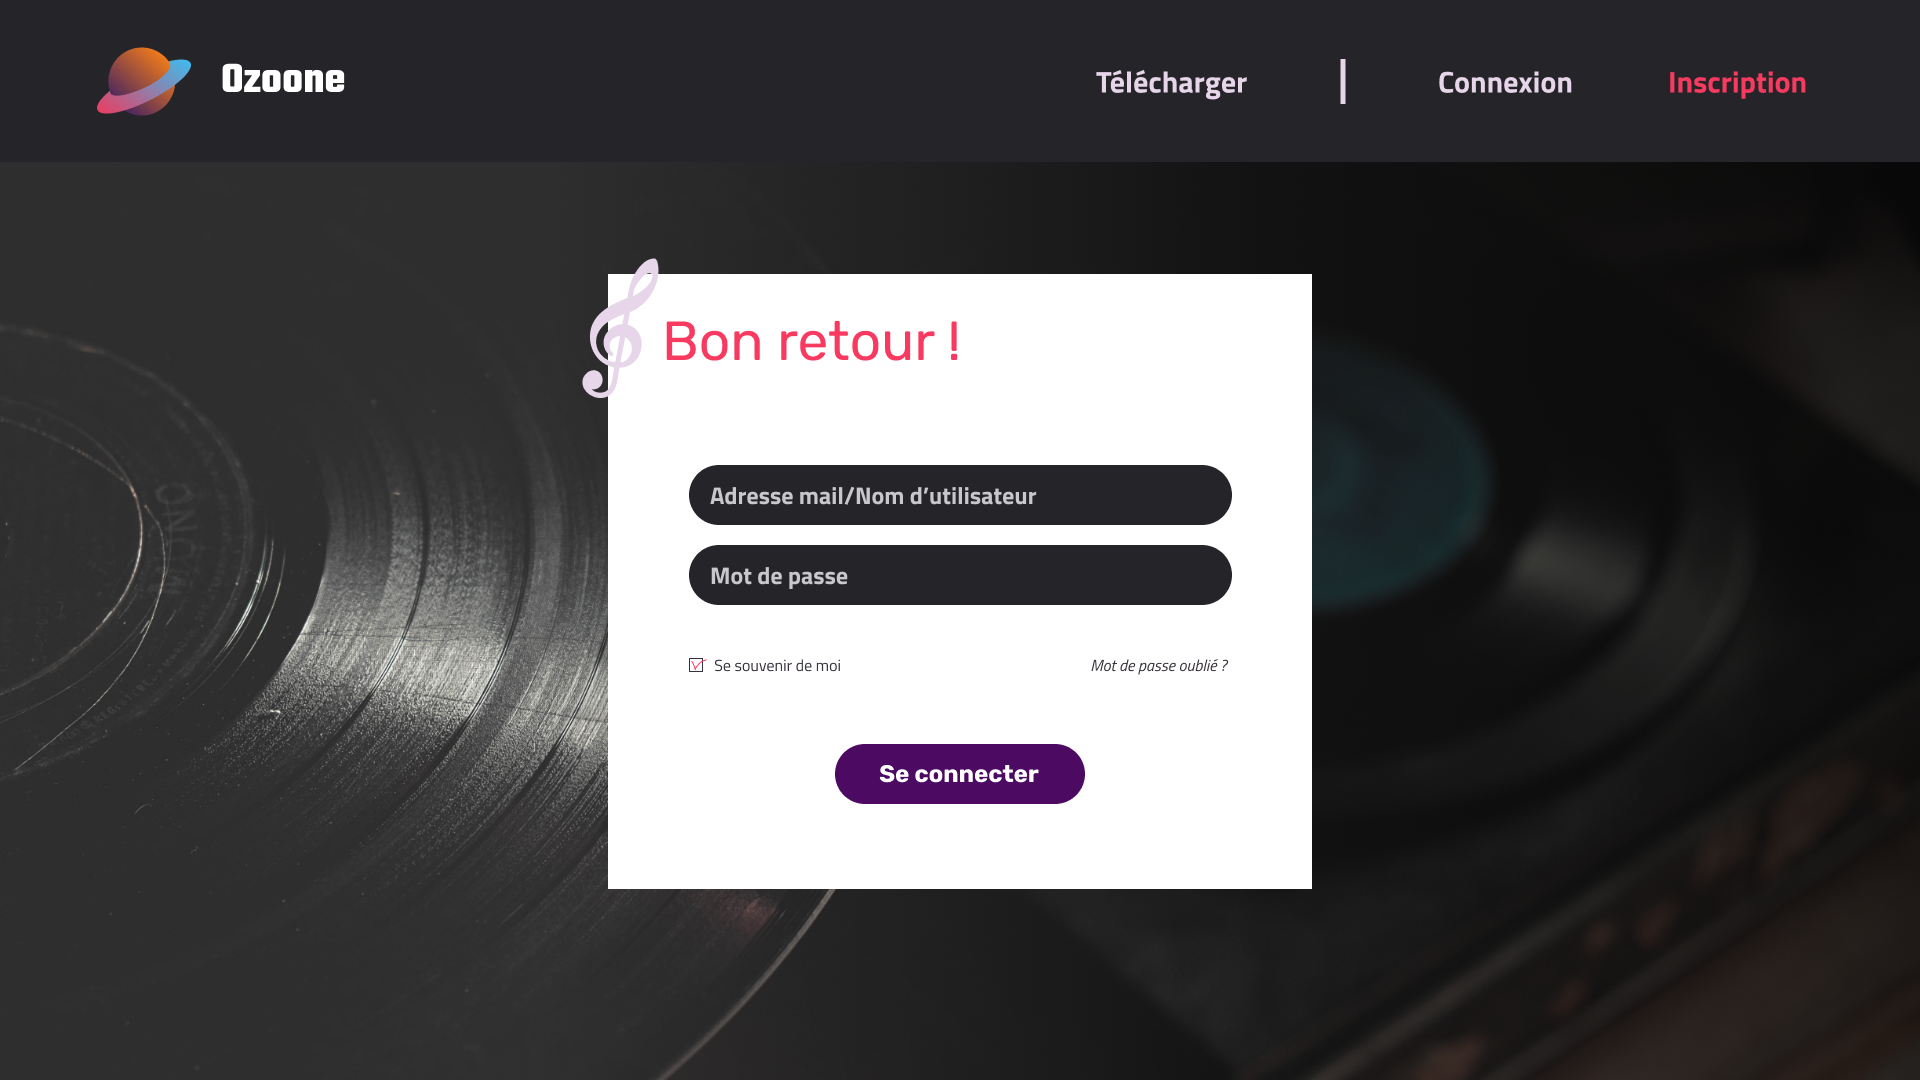 Ozoone
Télécharger
Connexion
Inscription
Bon retour !
Adresse mail/Nom d’utilisateur
Mot de passe
Se souvenir de moi
Mot de passe oublié ?
Se connecter